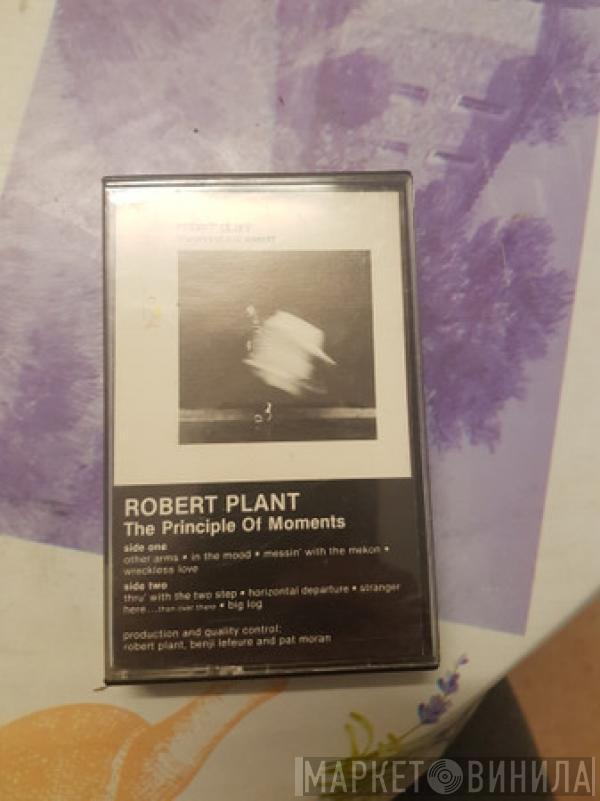 ROBERT PLANT
The Principle Of Moments
side one
other arms • in the mood • messin' with the mekon •
wreckless love
side two
thru' with the two step • horizontal departure • stranger
here...than over there • big log
production and quality control:
robert plant, benji lefevre and pat moran
МАРКЕТ ВИНИЛА